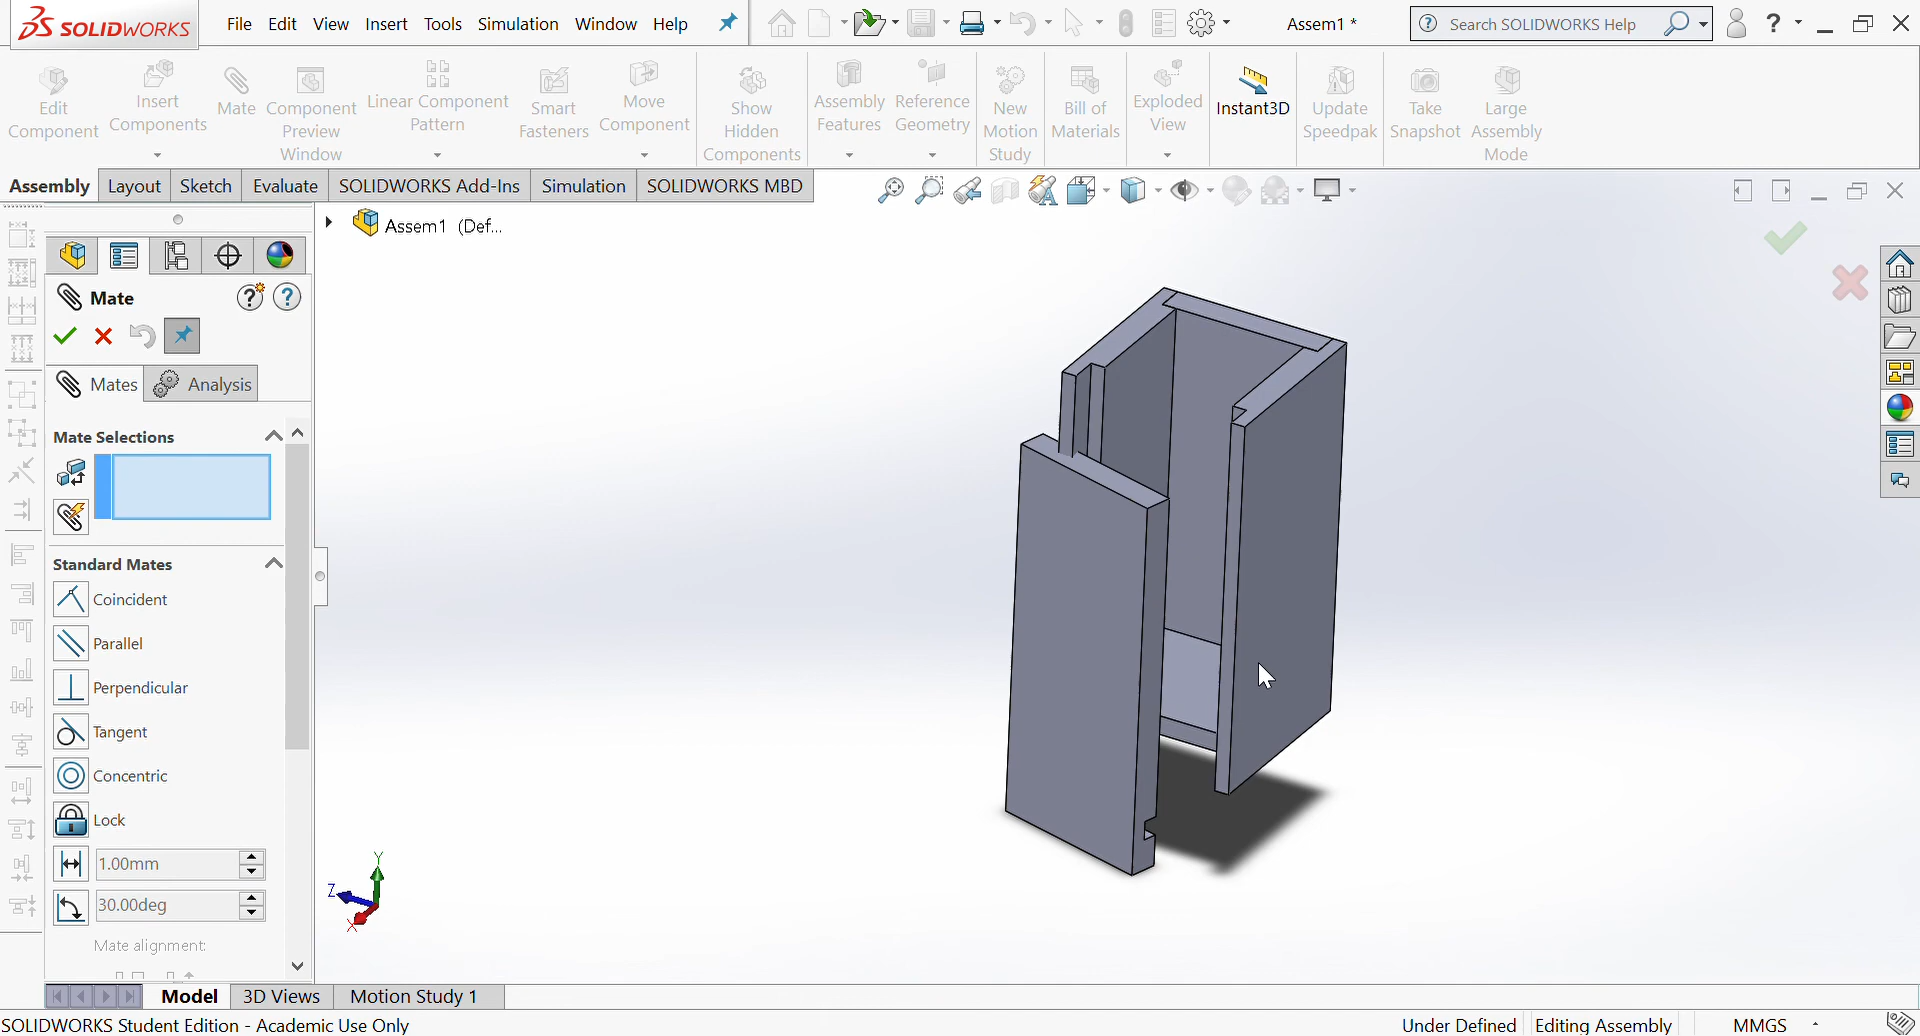 SOLIDWORKS
File Edit View Insert Tools Simulation Window Help
Assem1 *
Search SOLIDWORKS Help
Edit
Component
Insert
Components
Mate
Component
Preview
Window
Linear Component
Pattern
Smart
Fasteners
Move
Component
Show
Hidden
Components
Assembly
Features
Reference
Geometry
New
Motion
Study
Bill of
Materials
Exploded
View
Instant3D
Update
Speedpak
Take
Snapshot
Large
Assembly
Mode
Assembly Layout Sketch Evaluate SOLIDWORKS Add-Ins Simulation SOLIDWORKS MBD
Assem1 (Def...
Mate
Mates Analysis
Mate Selections
Standard Mates
Coincident
Parallel
Perpendicular
Tangent
Concentric
Lock
1.00mm
30.00deg
Mate alignment:
Y
Z
X
Model 3D Views Motion Study 1
SOLIDWORKS Student Edition - Academic Use Only
Under Defined Editing Assembly MMGS